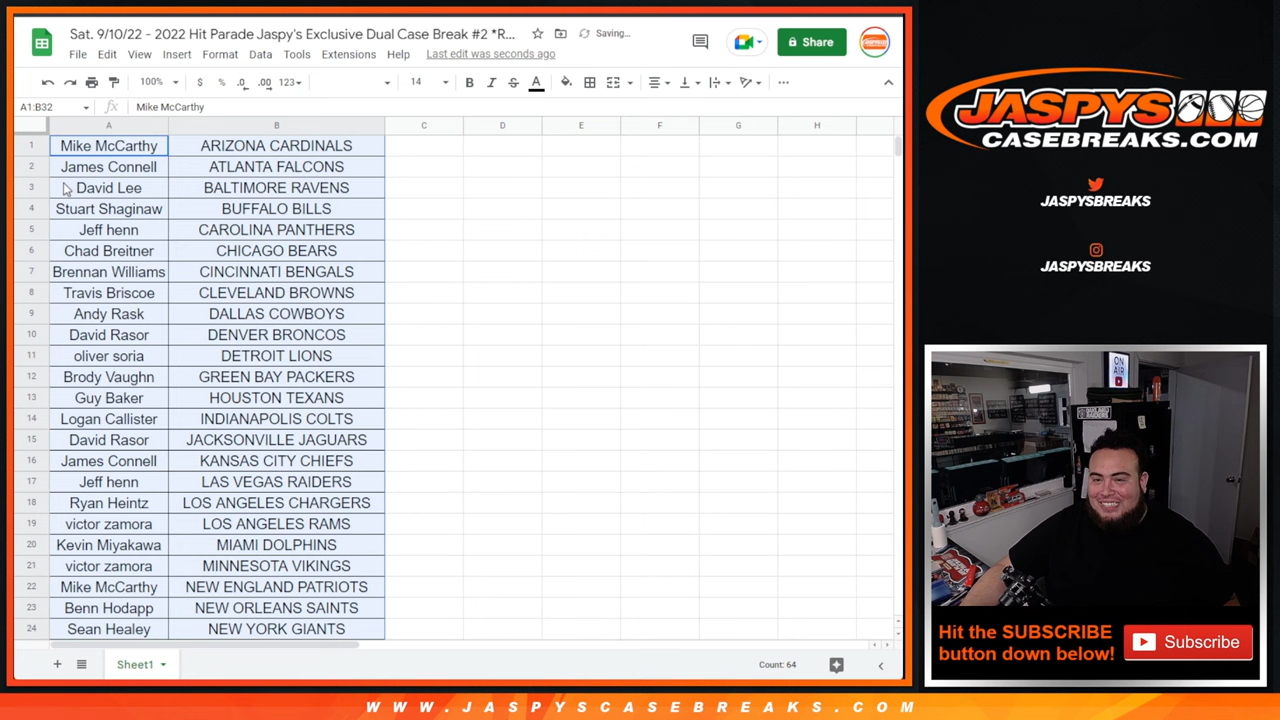 Sat. 9/10/22 - 2022 Hit Parade Jaspy's Exclusive Dual Case Break #2 *R... Saving...
File Edit View Insert Format Data Tools Extensions Help Last edit was seconds ago
Share
100% $ % .0 .00 123 14 B I S A
A1:B32 fx Mike McCarthy
A B C D E F G H
1 Mike McCarthy ARIZONA CARDINALS
2 James Connell ATLANTA FALCONS
3 David Lee BALTIMORE RAVENS
4 Stuart Shaginaw BUFFALO BILLS
5 Jeff henn CAROLINA PANTHERS
6 Chad Breitner CHICAGO BEARS
7 Brennan Williams CINCINNATI BENGALS
8 Travis Briscoe CLEVELAND BROWNS
9 Andy Rask DALLAS COWBOYS
10 David Rasor DENVER BRONCOS
11 oliver soria DETROIT LIONS
12 Brody Vaughn GREEN BAY PACKERS
13 Guy Baker HOUSTON TEXANS
14 Logan Callister INDIANAPOLIS COLTS
15 David Rasor JACKSONVILLE JAGUARS
16 James Connell KANSAS CITY CHIEFS
17 Jeff henn LAS VEGAS RAIDERS
18 Ryan Heintz LOS ANGELES CHARGERS
19 victor zamora LOS ANGELES RAMS
20 Kevin Miyakawa MIAMI DOLPHINS
21 victor zamora MINNESOTA VIKINGS
22 Mike McCarthy NEW ENGLAND PATRIOTS
23 Benn Hodapp NEW ORLEANS SAINTS
24 Sean Healey NEW YORK GIANTS
Sheet1 Count: 64
JASPYS
CASEBREAKS.COM
JASPYSBREAKS
JASPYSBREAKS
ON
AIR
Hit the SUBSCRIBE
button down below!
Subscribe
WWW.JASPYSCASEBREAKS.COM